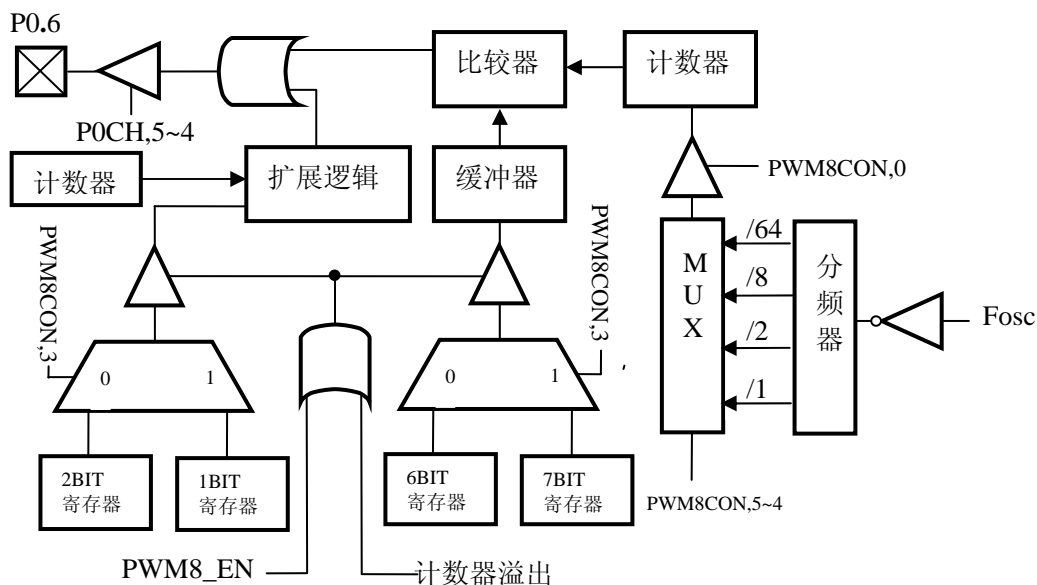 P0.6
比较器
计数器
P0CH,5~4
计数器
扩展逻辑
缓冲器
PWM8CON,0
PWM8CON,3
PWM8CON,3
MUX
/64
/8
/2
/1
分频器
Fosc
0 1
0 1
2BIT
寄存器
1BIT
寄存器
6BIT
寄存器
7BIT
寄存器
PWM8CON,5~4
PWM8_EN
计数器溢出